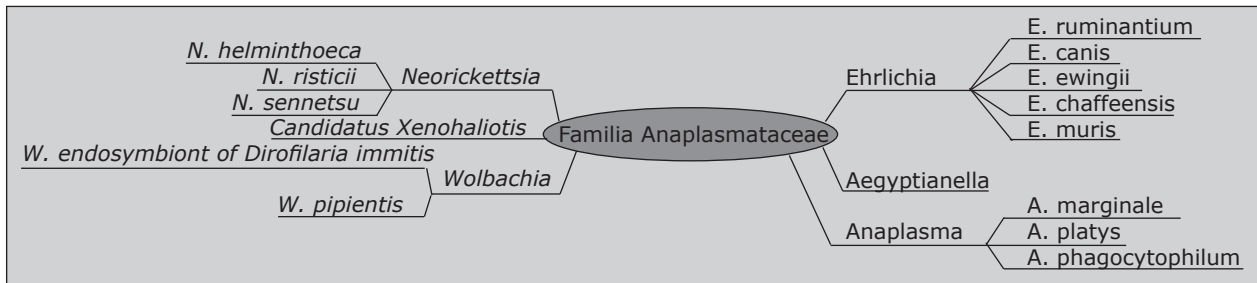 N. helminthoeca
N. risticii
N. sennetsu
Neorickettsia
Candidatus Xenohaliotis
W. endosymbiont of Dirofilaria immitis
W. pipientis
Wolbachia
Familia Anaplasmataceae
Ehrlichia
E. ruminantium
E. canis
E. ewingii
E. chaffeensis
E. muris
Aegyptianella
Anaplasma
A. marginale
A. platys
A. phagocytophilum